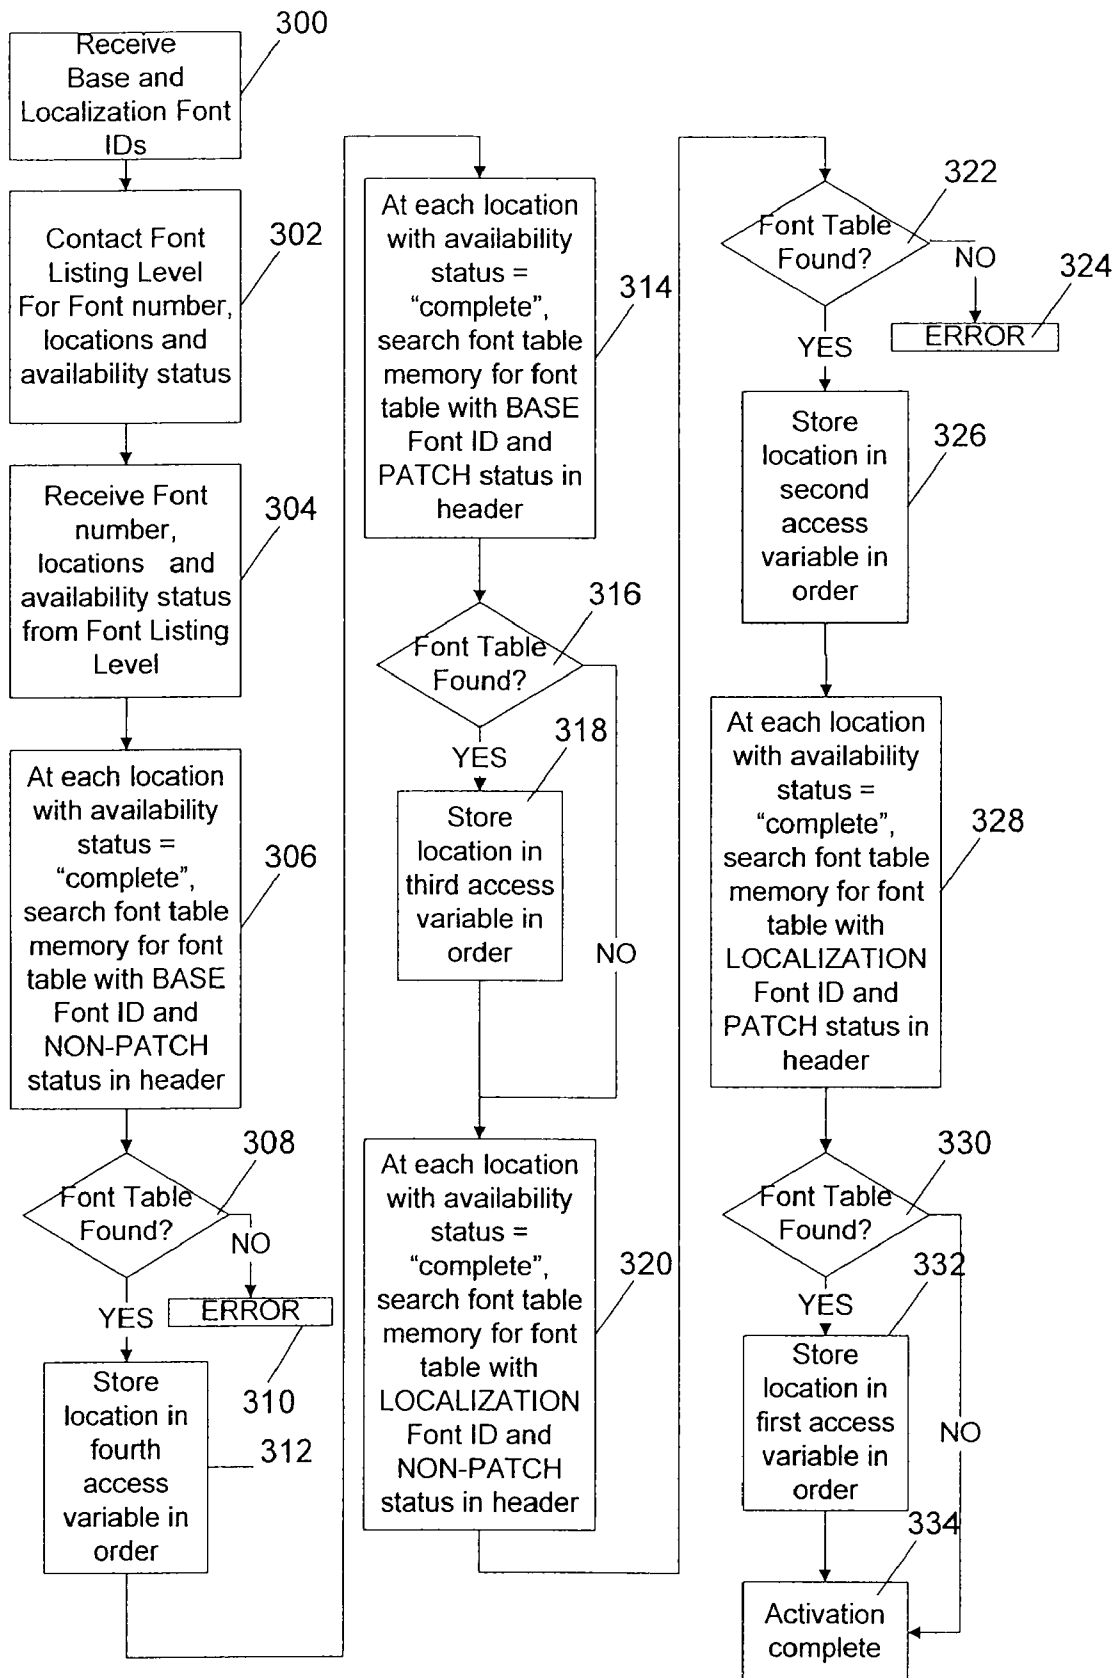 300
Receive
Base and
Localization Font
IDs
302
Contact Font
Listing Level
For Font number,
locations and
availability status
304
Receive Font
number,
locations and
availability status
from Font Listing
Level
306
At each location
with availability
status =
“complete”,
search font table
memory for font
table with BASE
Font ID and
NON-PATCH
status in header
308
Font Table
Found?
NO
YES
ERROR
310
Store
location in
fourth
access
variable in
order
312
At each location
with availability
status =
“complete”,
search font table
memory for font
table with BASE
Font ID and
PATCH status in
header
314
316
Font Table
Found?
YES
318
Store
location in
third access
variable in
order
NO
At each location
with availability
status =
“complete”,
search font table
memory for font
table with
LOCALIZATION
Font ID and
NON-PATCH
status in header
320
322
Font Table
Found?
NO
324
ERROR
YES
Store
location in
second
access
variable in
order
326
At each location
with availability
status =
“complete”,
search font table
memory for font
table with
LOCALIZATION
Font ID and
PATCH status in
header
328
330
Font Table
Found?
332
YES
Store
location in
first access
variable in
order
NO
334
Activation
complete